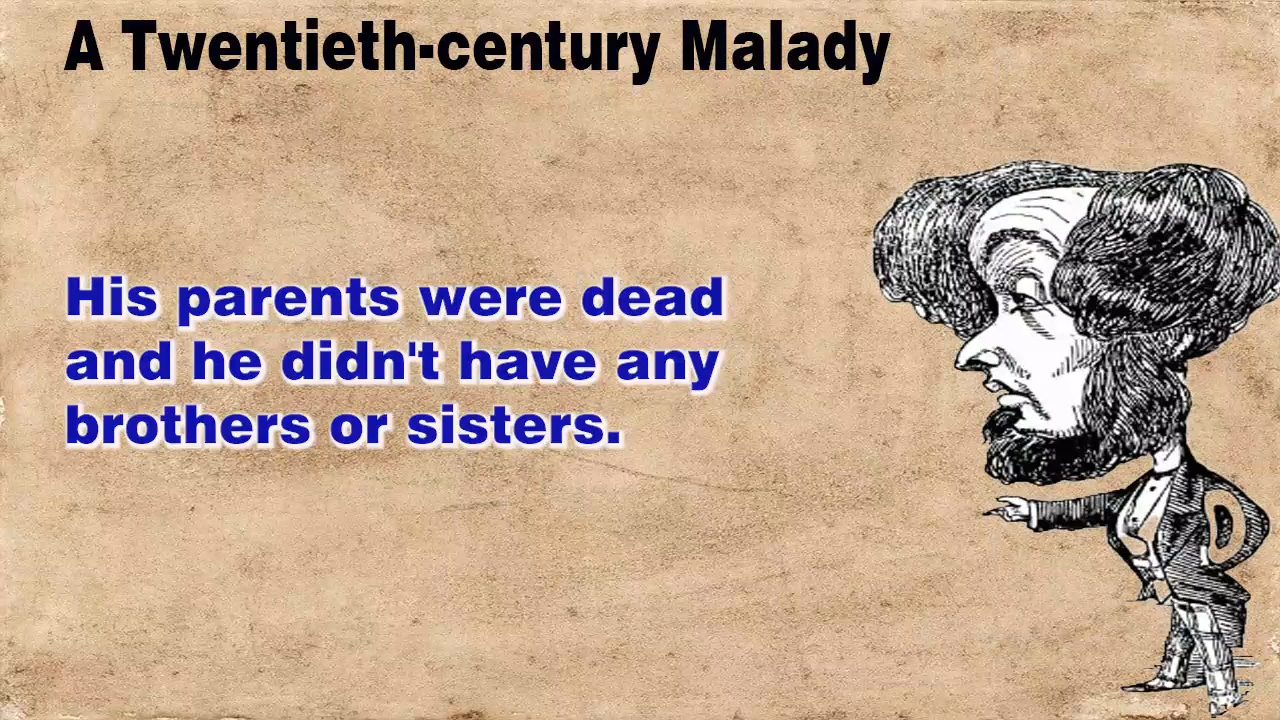 A Twentieth-century Malady
His parents were dead
and he didn't have any
brothers or sisters.